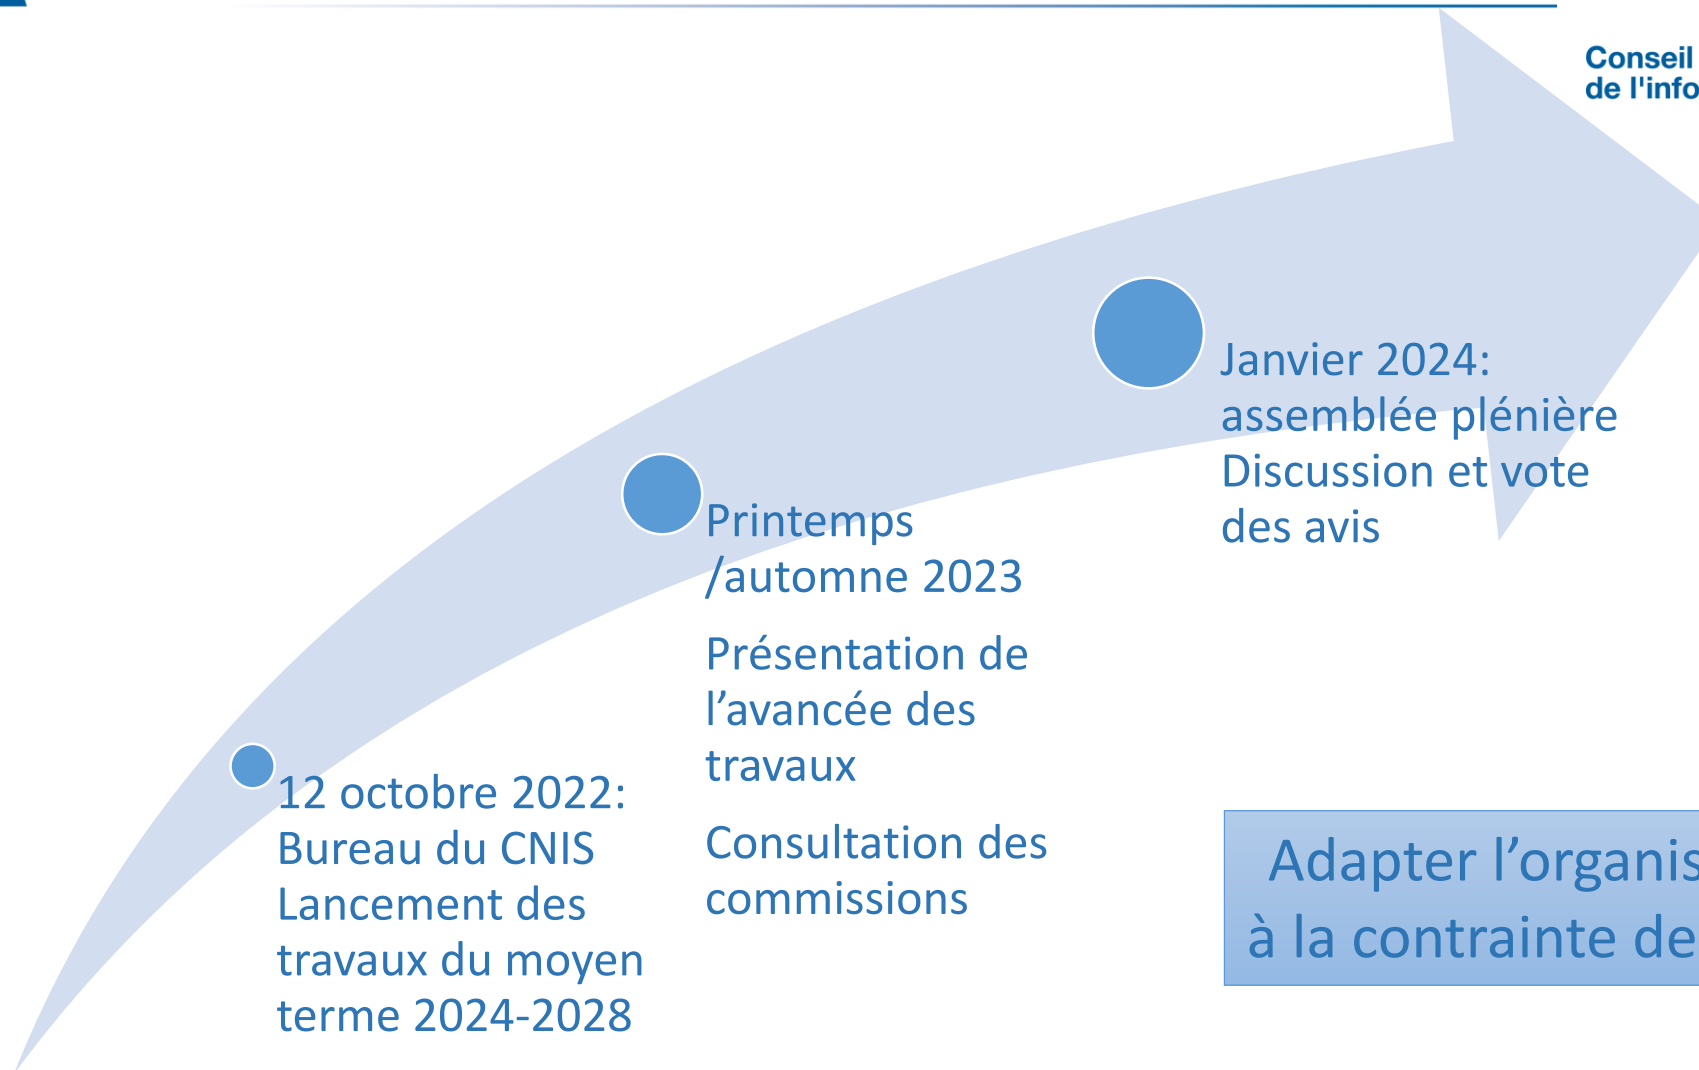 Conseil
de l'info
Janvier 2024:
assemblée plénière
Discussion et vote
des avis
Printemps
/automne 2023
Présentation de
l’avancée des
travaux
Consultation des
commissions
12 octobre 2022:
Bureau du CNIS
Lancement des
travaux du moyen
terme 2024-2028
Adapter l’organis
à la contrainte de